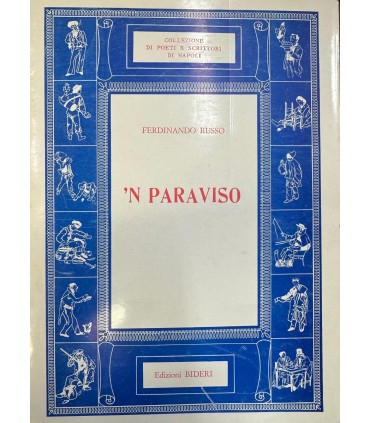 COLLEZIONE
DI POETI E SCRITTORI
DI NAPOLI
FERDINANDO RUSSO
'N PARAVISO
Edizioni BIDERI